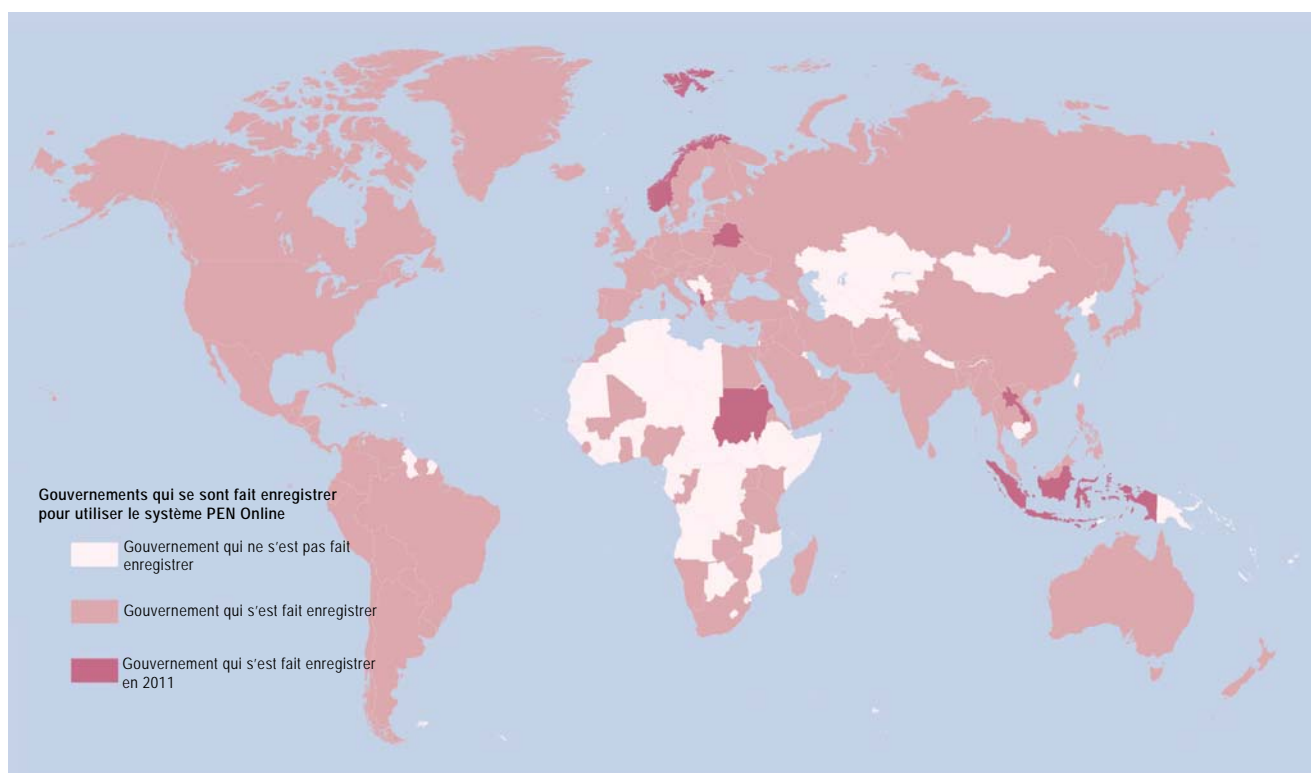 Gouvernements qui se sont fait enregistrer
pour utiliser le système PEN Online
Gouvernement qui ne s'est pas fait
enregistrer
Gouvernement qui s'est fait enregistrer
Gouvernement qui s'est fait enregistrer
en 2011